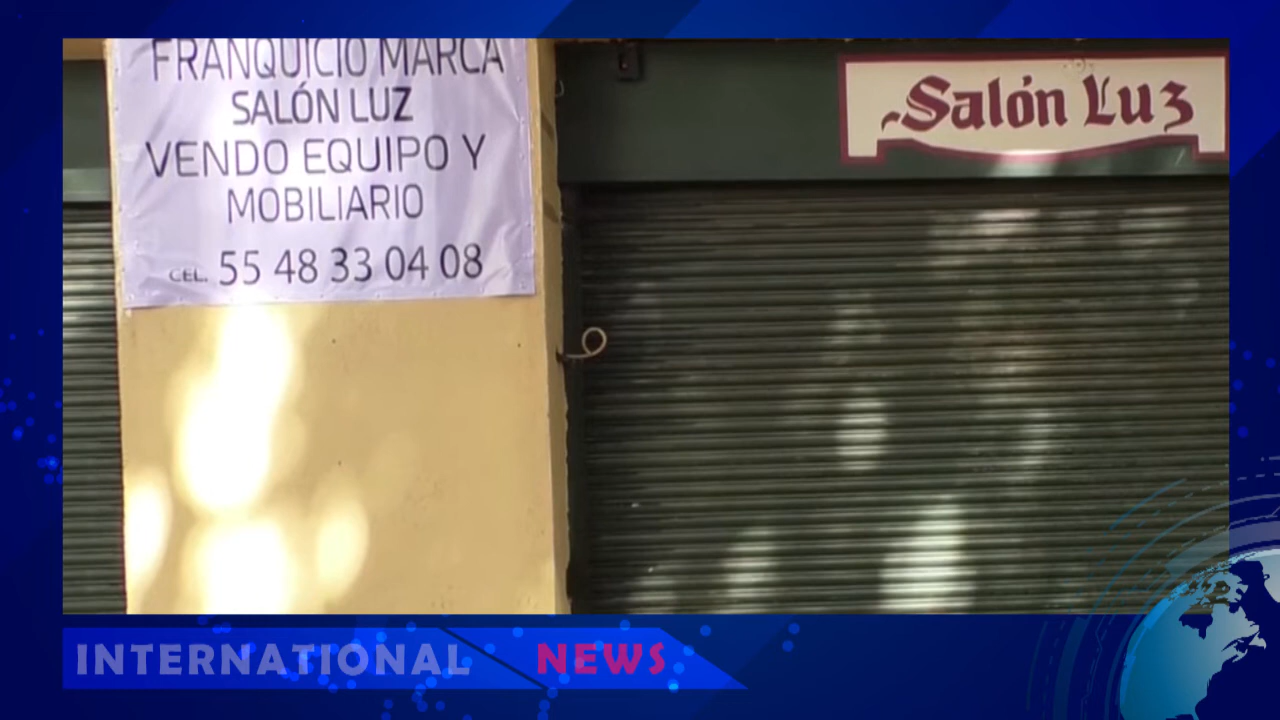 FRANQUICIO MARCA
SALÓN LUZ
VENDO EQUIPO Y
MOBILIARIO
CEL. 55 48 33 04 08
Salón Luz
INTERNATIONAL NEWS